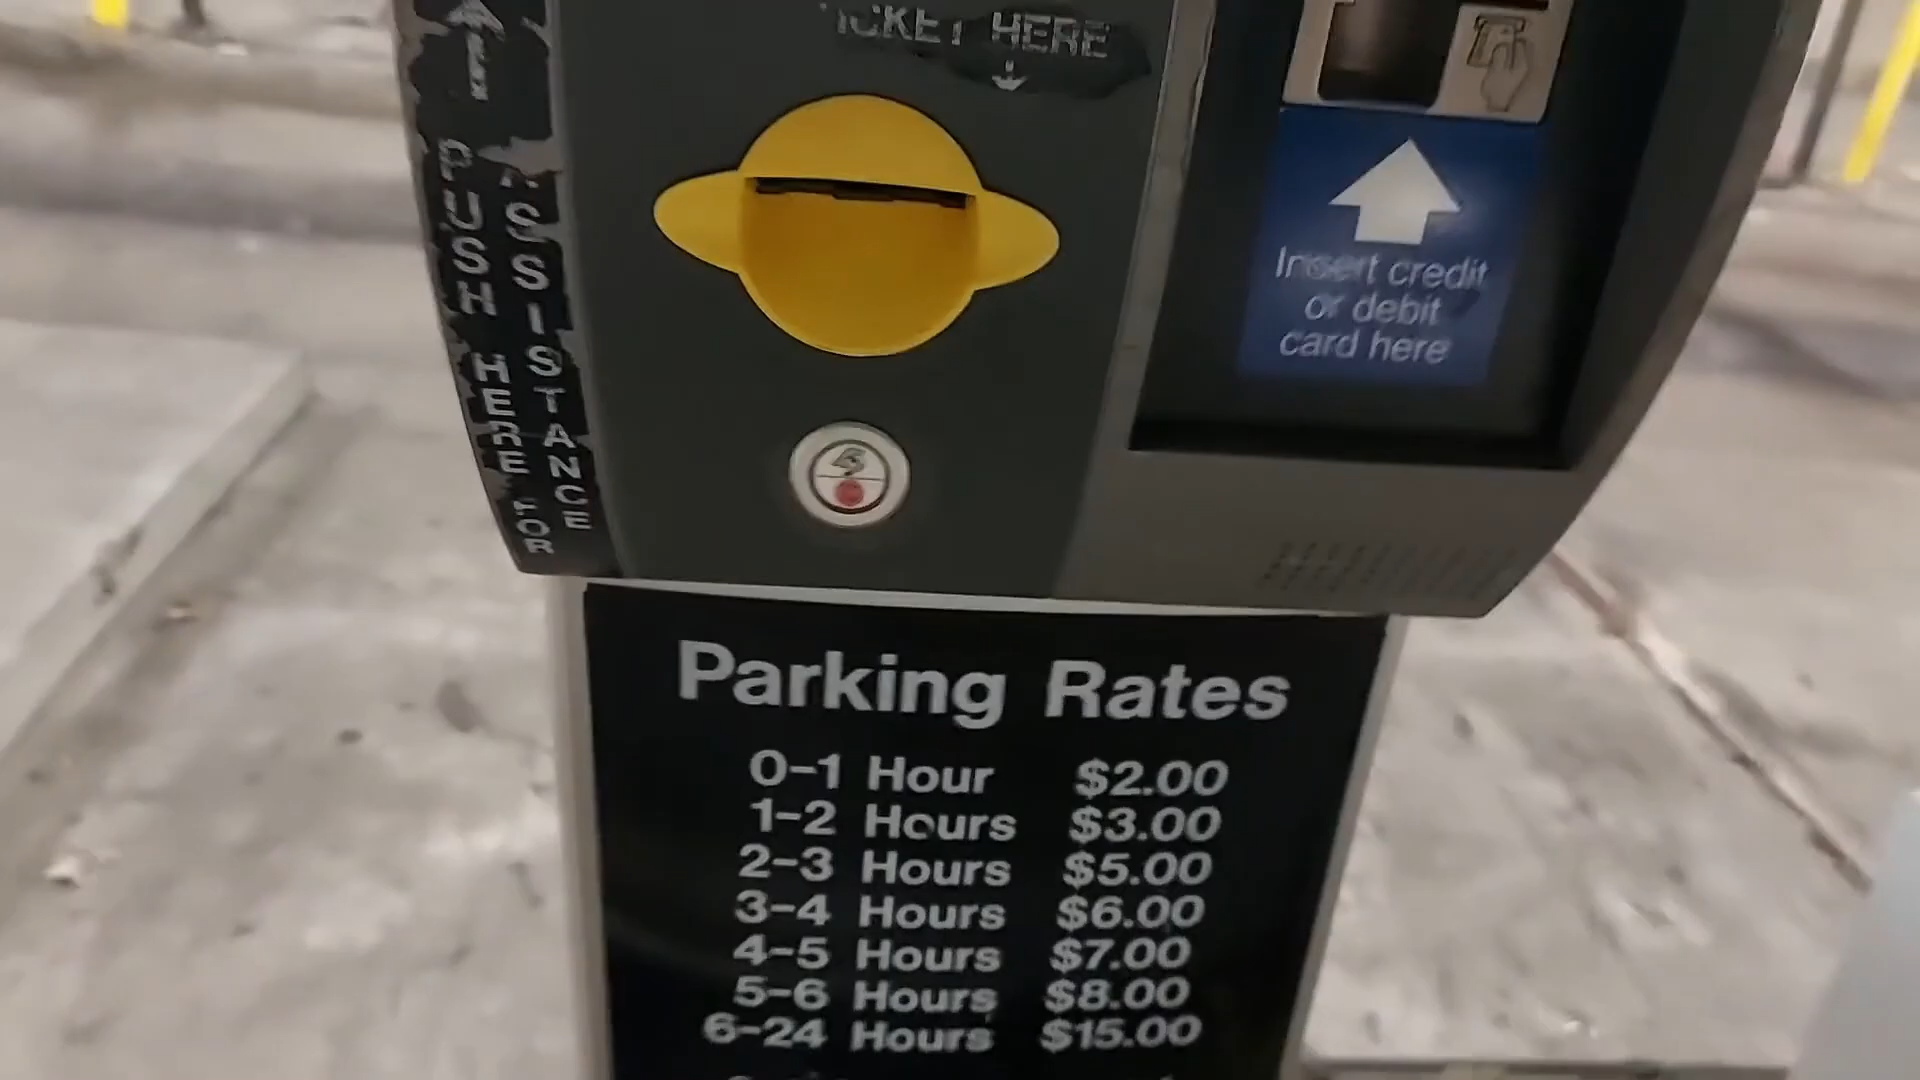 TICKET HERE
PUSH HERE FOR
ASSISTANCE
Insert credit
or debit
card here
Parking Rates
0-1 Hour $2.00
1-2 Hours $3.00
2-3 Hours $5.00
3-4 Hours $6.00
4-5 Hours $7.00
5-6 Hours $8.00
6-24 Hours $15.00